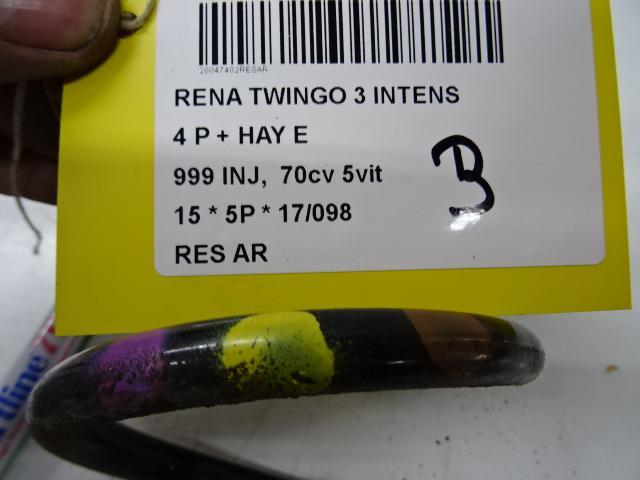 20047402RESAR
RENA TWINGO 3 INTENS
4 P + HAY E
999 INJ, 70cv 5vit
15 * 5P * 17/098
RES AR
B